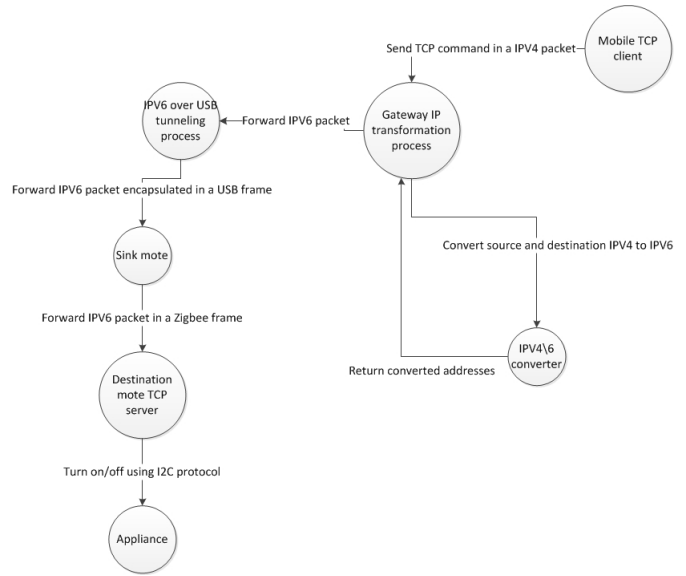 Mobile TCP
client
Send TCP command in a IPV4 packet
Gateway IP
transformation
process
Forward IPV6 packet
IPV6 over USB
tunneling
process
Forward IPV6 packet encapsulated in a USB frame
Convert source and destination IPV4 to IPV6
Sink mote
Forward IPV6 packet in a Zigbee frame
IPV4\6
converter
Return converted addresses
Destination
mote TCP
server
Turn on/off using I2C protocol
Appliance